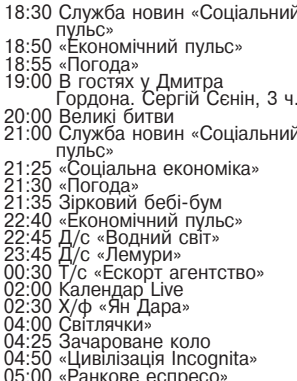 18:30 Служба новин «Соціальний
пульс»
18:50 «Економічний пульс»
18:55 «Погода»
19:00 В гостях у Дмитра
Гордона. Сергій Сєнін, 3 ч.
20:00 Великі битви
21:00 Служба новин «Соціальний
пульс»
21:25 «Соціальна економіка»
21:30 «Погода»
21:35 Зірковий бебі-бум
22:40 «Економічний пульс»
22:45 Д/с «Водний світ»
23:45 Д/с «Лемури»
00:30 Т/с «Ескорт агентство»
02:00 Календар Live
02:30 Х/ф «Ян Дара»
04:00 Світлячки»
04:25 Зачароване коло
04:50 «Цивілізація Incognita»
05:00 «Ранкове еспресо»